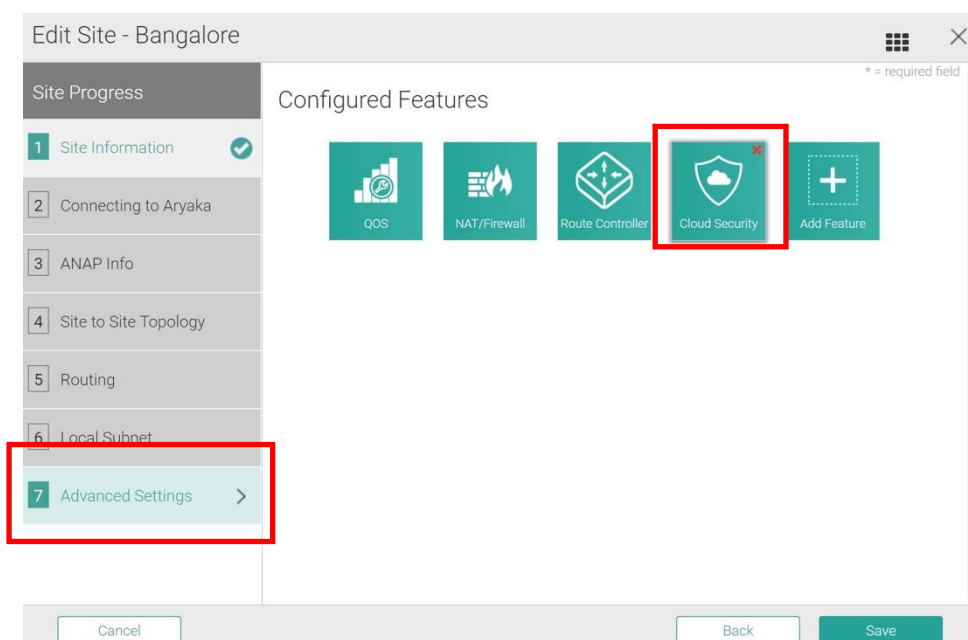 Edit Site - Bangalore
* = required field
Site Progress
Configured Features
1 Site Information
2 Connecting to Aryaka
3 ANAP Info
4 Site to Site Topology
5 Routing
6 Local Subnet
7 Advanced Settings
QOS
NAT/Firewall
Route Controller
Cloud Security
Add Feature
Cancel
Back
Save